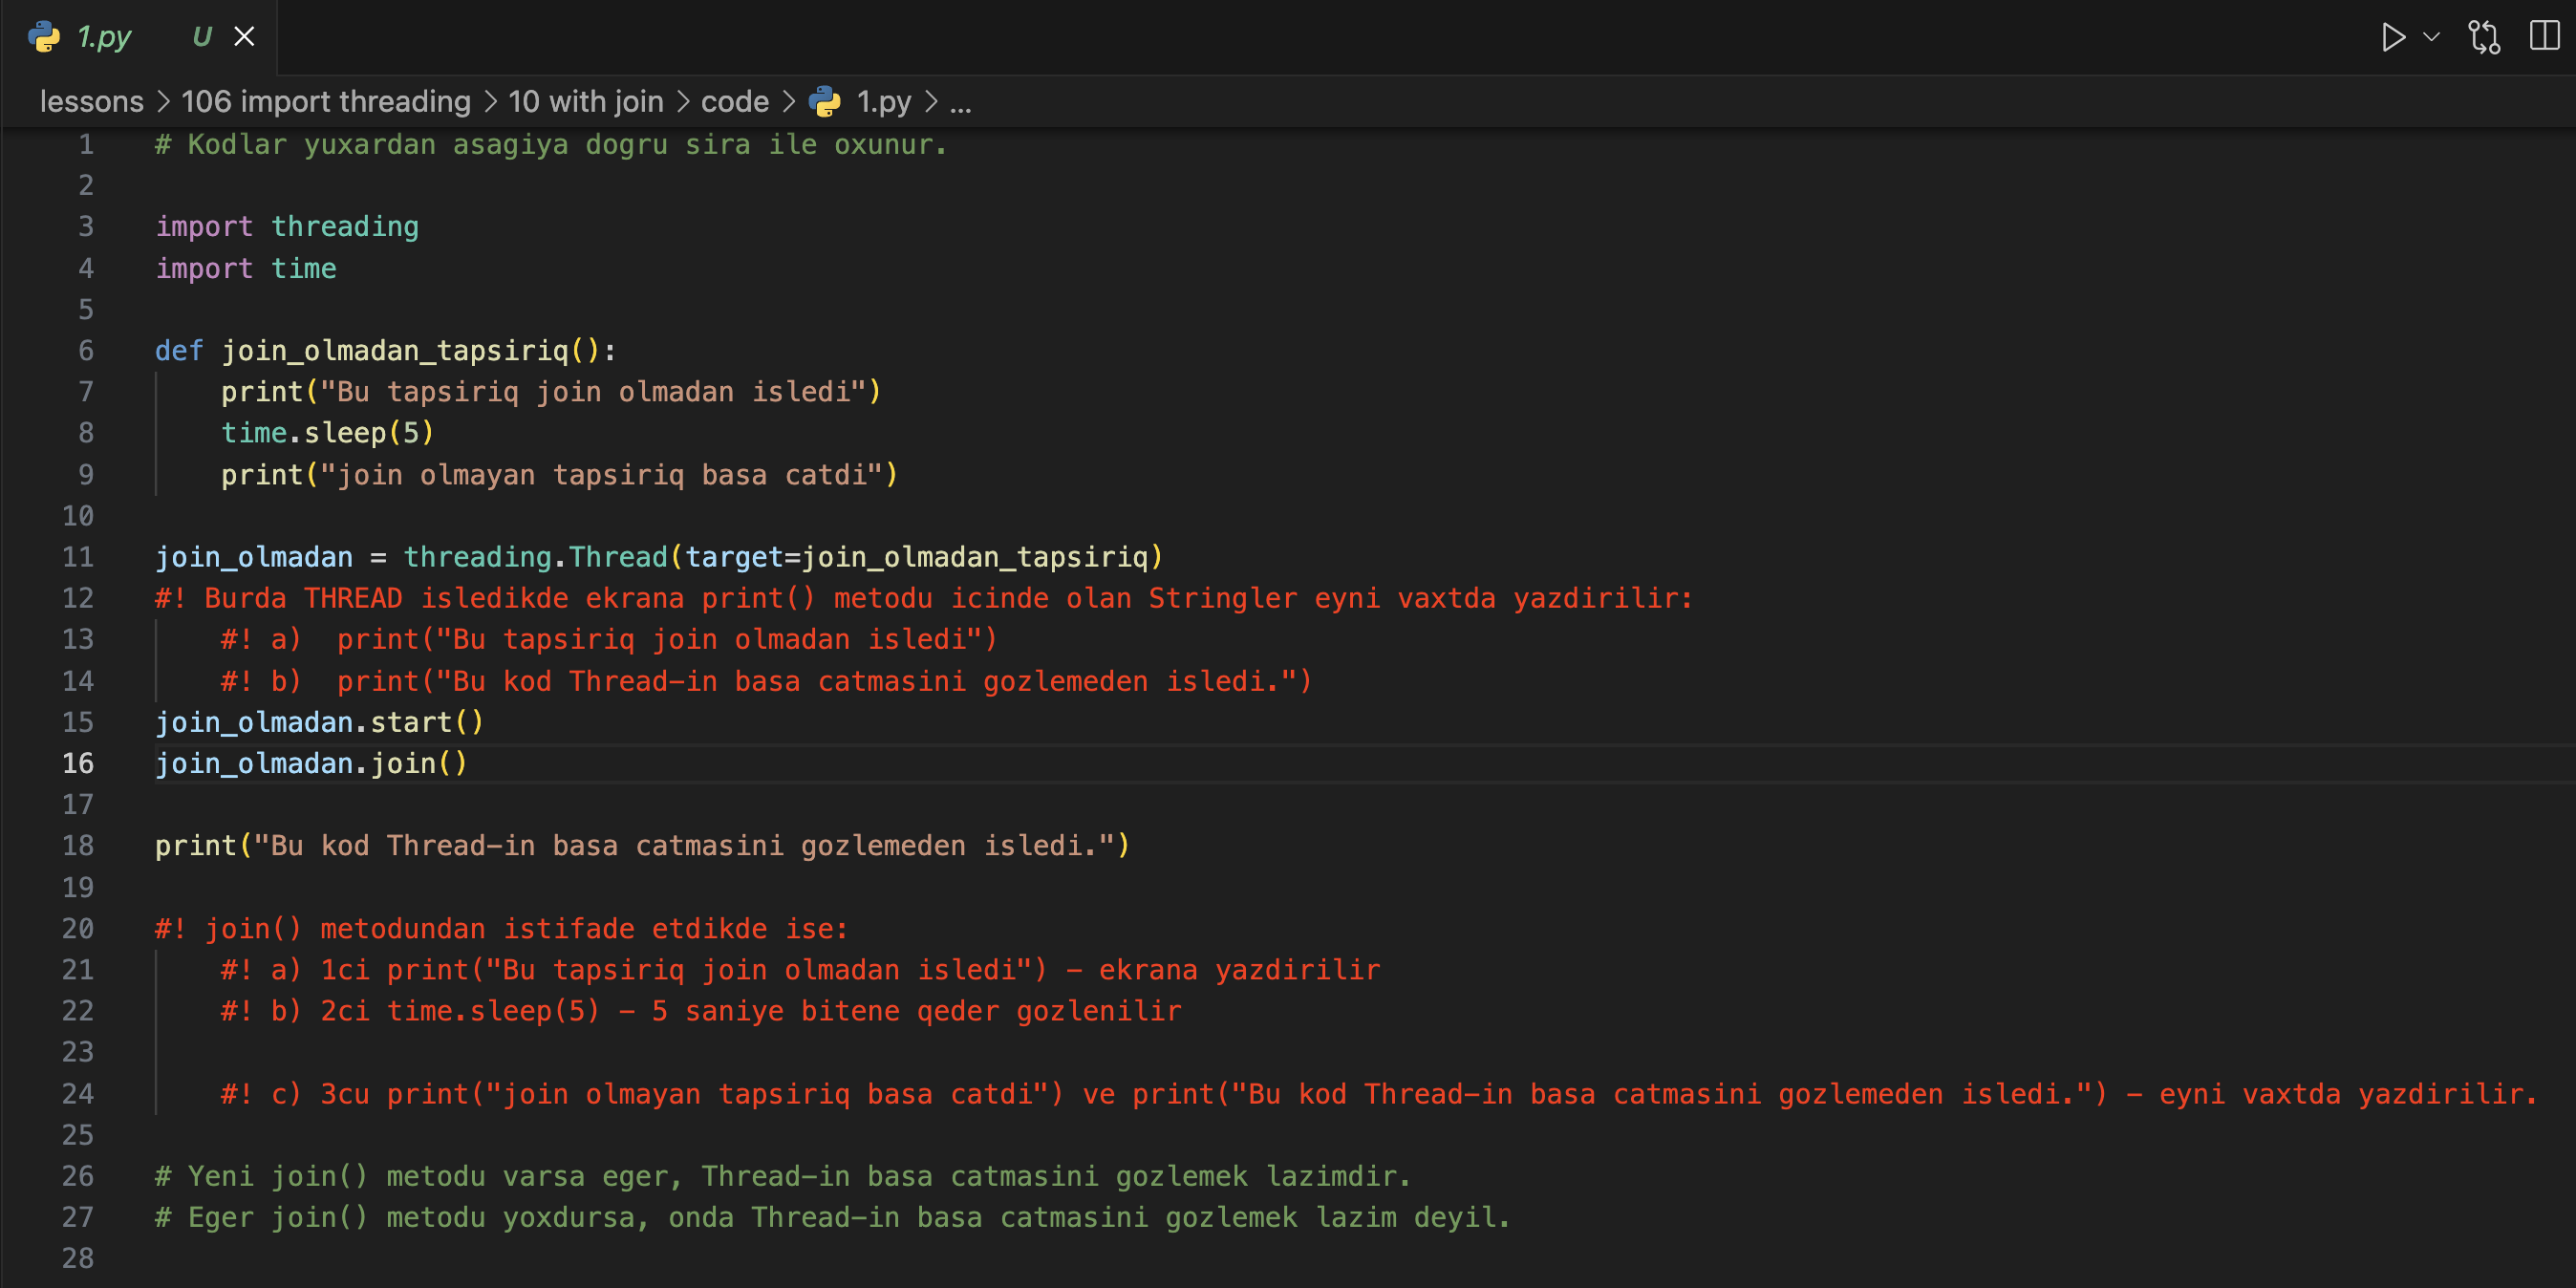 1.py U
lessons > 106 import threading > 10 with join > code > 1.py > ...
1 # Kodlar yuxardan asagiya dogru sira ile oxunur.
2
3 import threading
4 import time
5
6 def join_olmadan_tapsiriq():
7     print("Bu tapsiriq join olmadan isledi")
8     time.sleep(5)
9     print("join olmayan tapsiriq basa catdi")
10
11 join_olmadan = threading.Thread(target=join_olmadan_tapsiriq)
12 #! Burda THREAD isledikde ekrana print() metodu icinde olan Stringler eyni vaxtda yazdirilir:
13     #! a)  print("Bu tapsiriq join olmadan isledi")
14     #! b)  print("Bu kod Thread-in basa catmasini gozlemeden isledi.")
15 join_olmadan.start()
16 join_olmadan.join()
17
18 print("Bu kod Thread-in basa catmasini gozlemeden isledi.")
19
20 #! join() metodundan istifade etdikde ise:
21     #! a) 1ci print("Bu tapsiriq join olmadan isledi") - ekrana yazdirilir
22     #! b) 2ci time.sleep(5) - 5 saniye bitene qeder gozlenilir
23
24     #! c) 3cu print("join olmayan tapsiriq basa catdi") ve print("Bu kod Thread-in basa catmasini gozlemeden isledi.") - eyni vaxtda yazdirilir.
25
26 # Yeni join() metodu varsa eger, Thread-in basa catmasini gozlemek lazimdir.
27 # Eger join() metodu yoxdursa, onda Thread-in basa catmasini gozlemek lazim deyil.
28